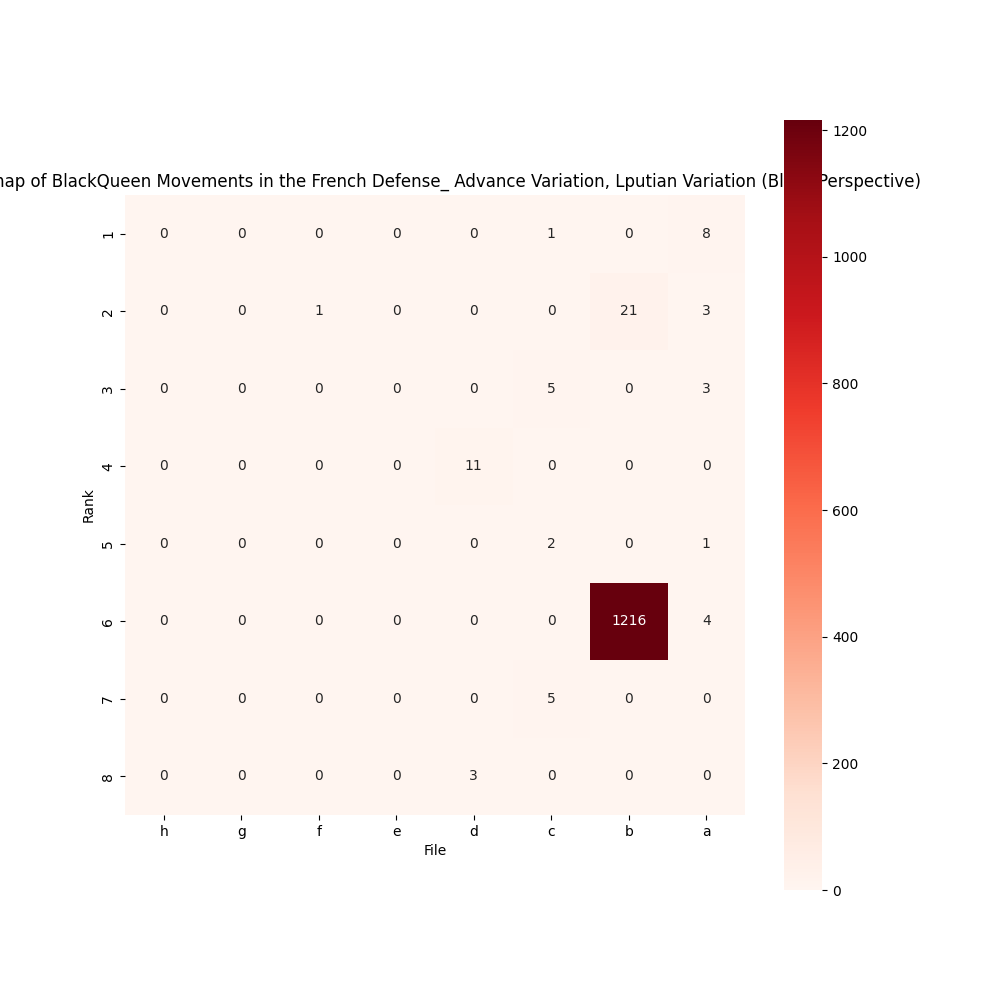 of BlackQueen Movements in the French Defense_ Advance Variation, Lputian Variation Perspective)
1 0 0 0 0 0 1 0 8
2 0 0 1 0 0 0 21 3
3 0 0 0 0 0 5 0 3
4 0 0 0 0 11 0 0 0
5 0 0 0 0 0 2 0 1
6 0 0 0 0 0 0 1216 4
7 0 0 0 0 0 5 0 0
8 0 0 0 0 3 0 0 0
h g f e d c b a
File
Rank
1200
1000
800
600
400
200
0